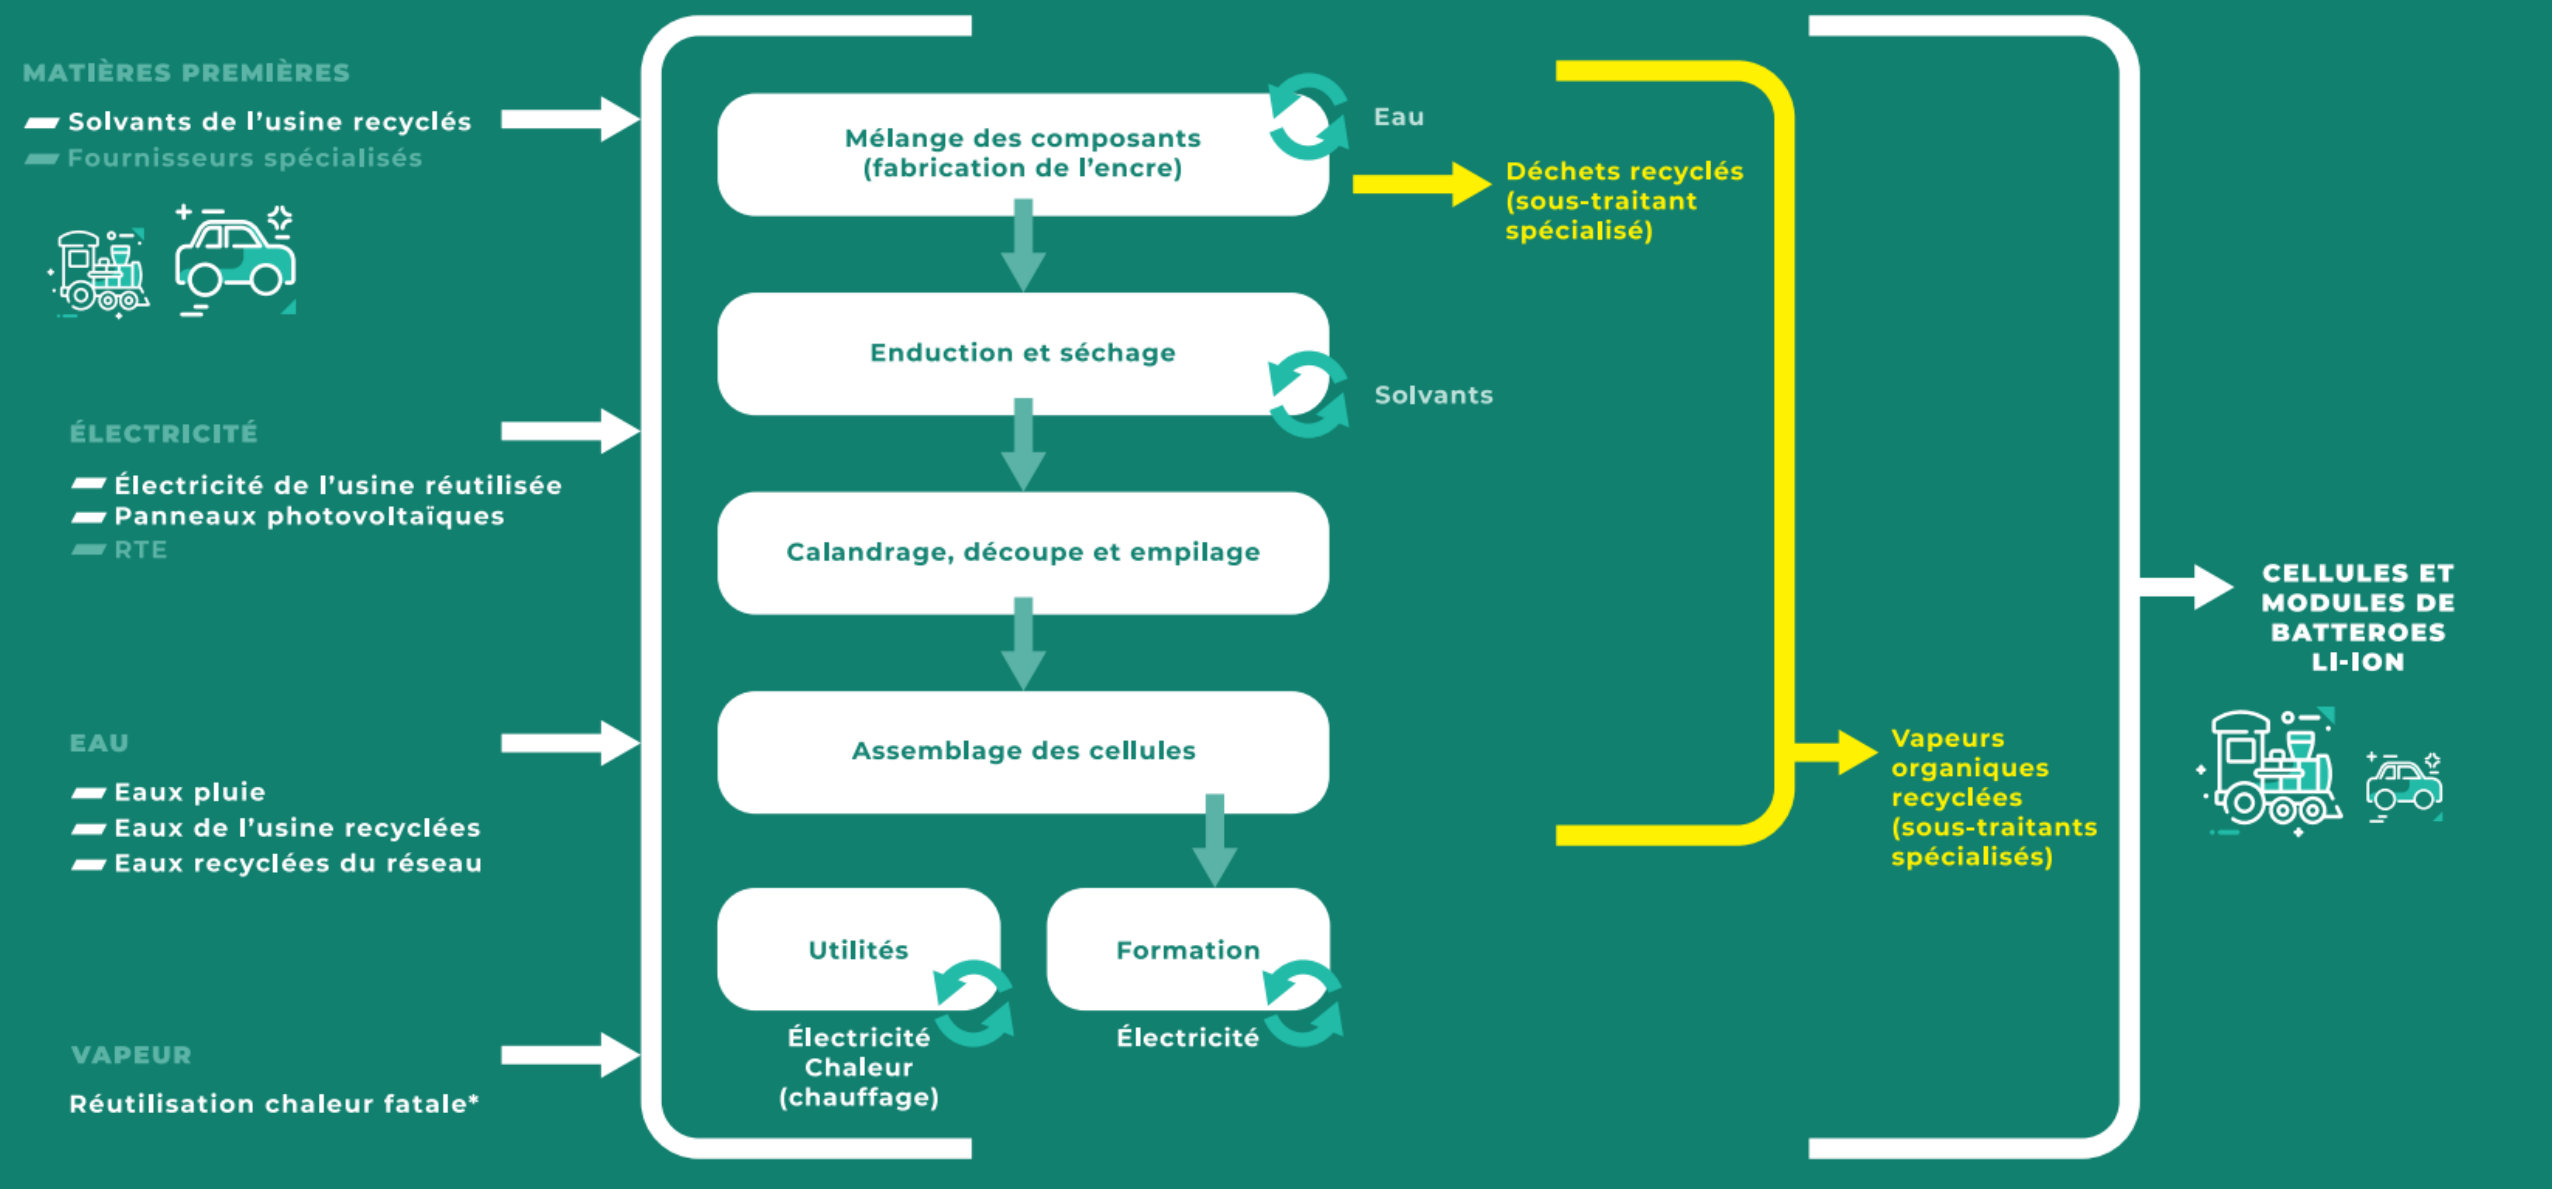 MATIÈRES PREMIÈRES
Solvants de l'usine recyclés
Fournisseurs spécialisés
ÉLECTRICITÉ
Électricité de l'usine réutilisée
Panneaux photovoltaïques
RTE
EAU
Eaux pluie
Eaux de l'usine recyclées
Eaux recyclées du réseau
VAPEUR
Réutilisation chaleur fatale*
Mélange des composants
(fabrication de l'encre)
Eau
Déchets recyclés
(sous-traitant
spécialisé)
Enduction et séchage
Solvants
Calandrage, découpe et empilage
Assemblage des cellules
Utilités
Électricité
Chaleur
(chauffage)
Formation
Électricité
Vapeurs
organiques
recyclées
(sous-traitants
spécialisés)
CELLULES ET
MODULES DE
BATTEROES
LI-ION